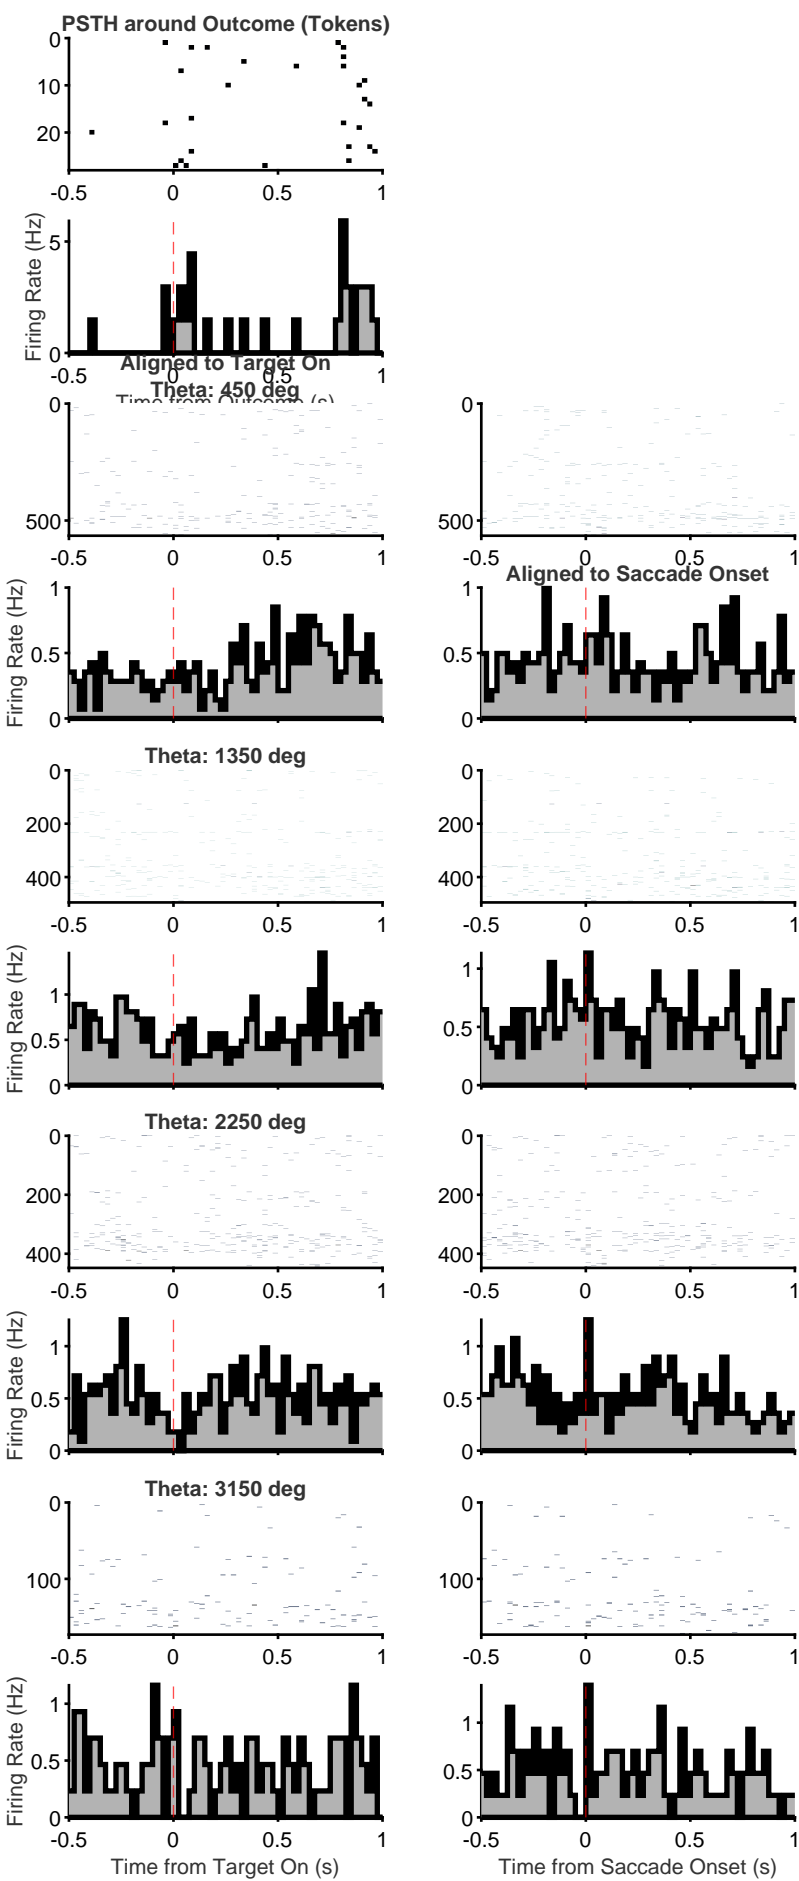 PSTH around Outcome (Tokens)
0
10
20
-0.5 0 0.5 1
Firing Rate (Hz)
5
0
-0.5 0 0.5 1
Time from Outcome (s)
Aligned to Target On
Theta: 450 deg
0
500
-0.5 0 0.5 1
0
500
-0.5 0 0.5 1
Firing Rate (Hz)
1
0.5
0
Aligned to Saccade Onset
1
0.5
0
Theta: 1350 deg
0
200
400
-0.5 0 0.5 1
0
200
400
-0.5 0 0.5 1
Firing Rate (Hz)
1
0.5
0
1
0.5
0
Theta: 2250 deg
0
200
400
-0.5 0 0.5 1
0
200
400
-0.5 0 0.5 1
Firing Rate (Hz)
1
0.5
0
1
0.5
0
Theta: 3150 deg
0
100
-0.5 0 0.5 1
0
100
-0.5 0 0.5 1
Firing Rate (Hz)
1
0.5
0
-0.5 0 0.5 1
Time from Target On (s)
1
0.5
0
-0.5 0 0.5 1
Time from Saccade Onset (s)